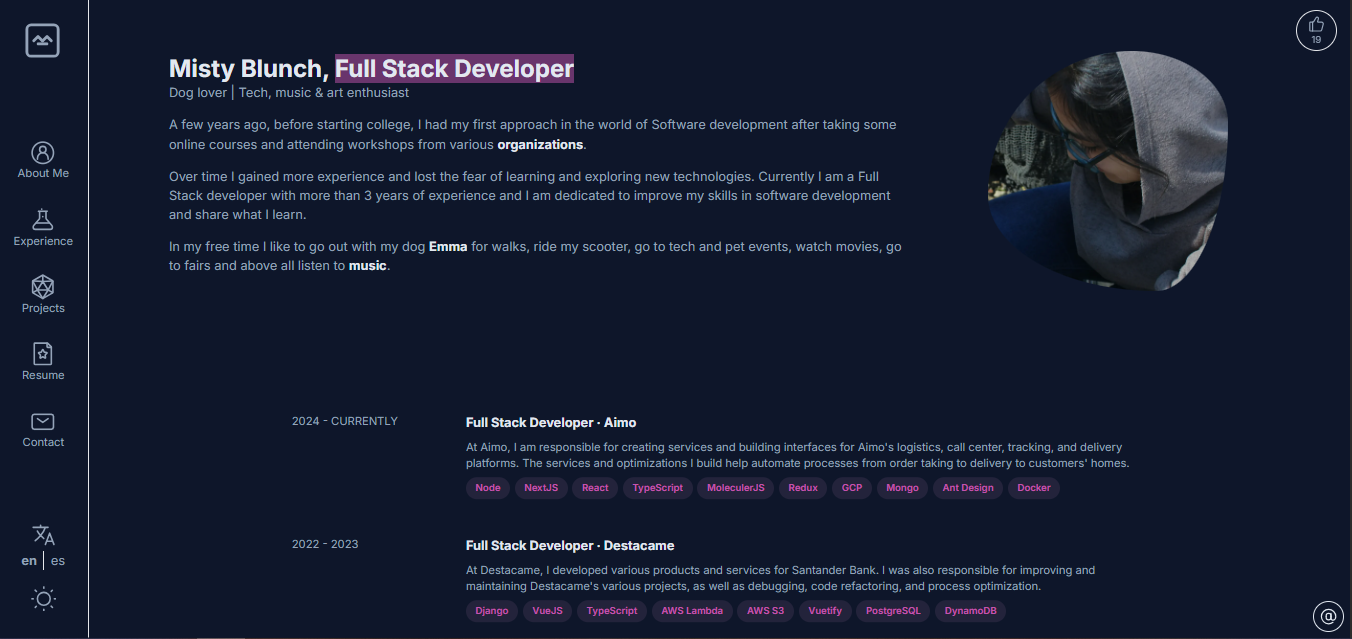 19
Misty Blunch, Full Stack Developer
Dog lover | Tech, music & art enthusiast
A few years ago, before starting college, I had my first approach in the world of Software development after taking some
online courses and attending workshops from various organizations.
Over time I gained more experience and lost the fear of learning and exploring new technologies. Currently I am a Full
Stack developer with more than 3 years of experience and I am dedicated to improve my skills in software development
and share what I learn.
In my free time I like to go out with my dog Emma for walks, ride my scooter, go to tech and pet events, watch movies, go
to fairs and above all listen to music.
About Me
Experience
Projects
Resume
Contact
en | es
2024 - CURRENTLY
Full Stack Developer · Aimo
At Aimo, I am responsible for creating services and building interfaces for Aimo's logistics, call center, tracking, and delivery
platforms. The services and optimizations I build help automate processes from order taking to delivery to customers' homes.
Node NextJS React TypeScript MoleculerJS Redux GCP Mongo Ant Design Docker
2022 - 2023
Full Stack Developer · Destacame
At Destacame, I developed various products and services for Santander Bank. I was also responsible for improving and
maintaining Destacame's various projects, as well as debugging, code refactoring, and process optimization.
Django VueJS TypeScript AWS Lambda AWS S3 Vuetify PostgreSQL DynamoDB
@